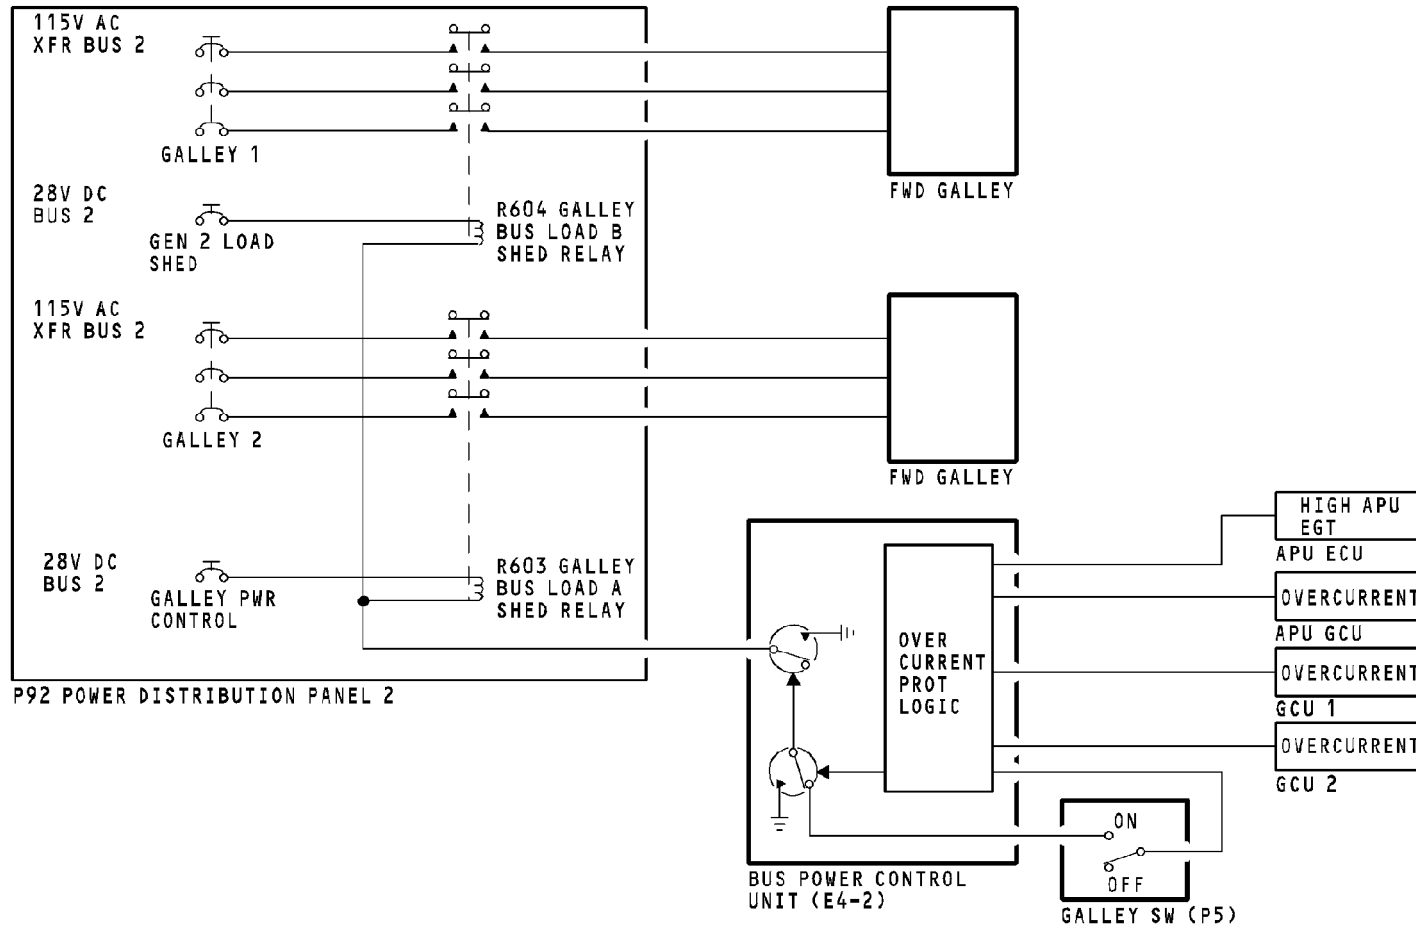 115V AC
XFR BUS 2
GALLEY 1
FWD GALLEY
28V DC
BUS 2
GEN 2 LOAD
SHED
R604 GALLEY
BUS LOAD B
SHED RELAY
115V AC
XFR BUS 2
GALLEY 2
FWD GALLEY
28V DC
BUS 2
GALLEY PWR
CONTROL
R603 GALLEY
BUS LOAD A
SHED RELAY
P92 POWER DISTRIBUTION PANEL 2
OVER
CURRENT
PROT
LOGIC
HIGH APU
EGT
APU ECU
OVERCURRENT
APU GCU
OVERCURRENT
GCU 1
OVERCURRENT
GCU 2
BUS POWER CONTROL
UNIT (E4-2)
ON
OFF
GALLEY SW (P5)